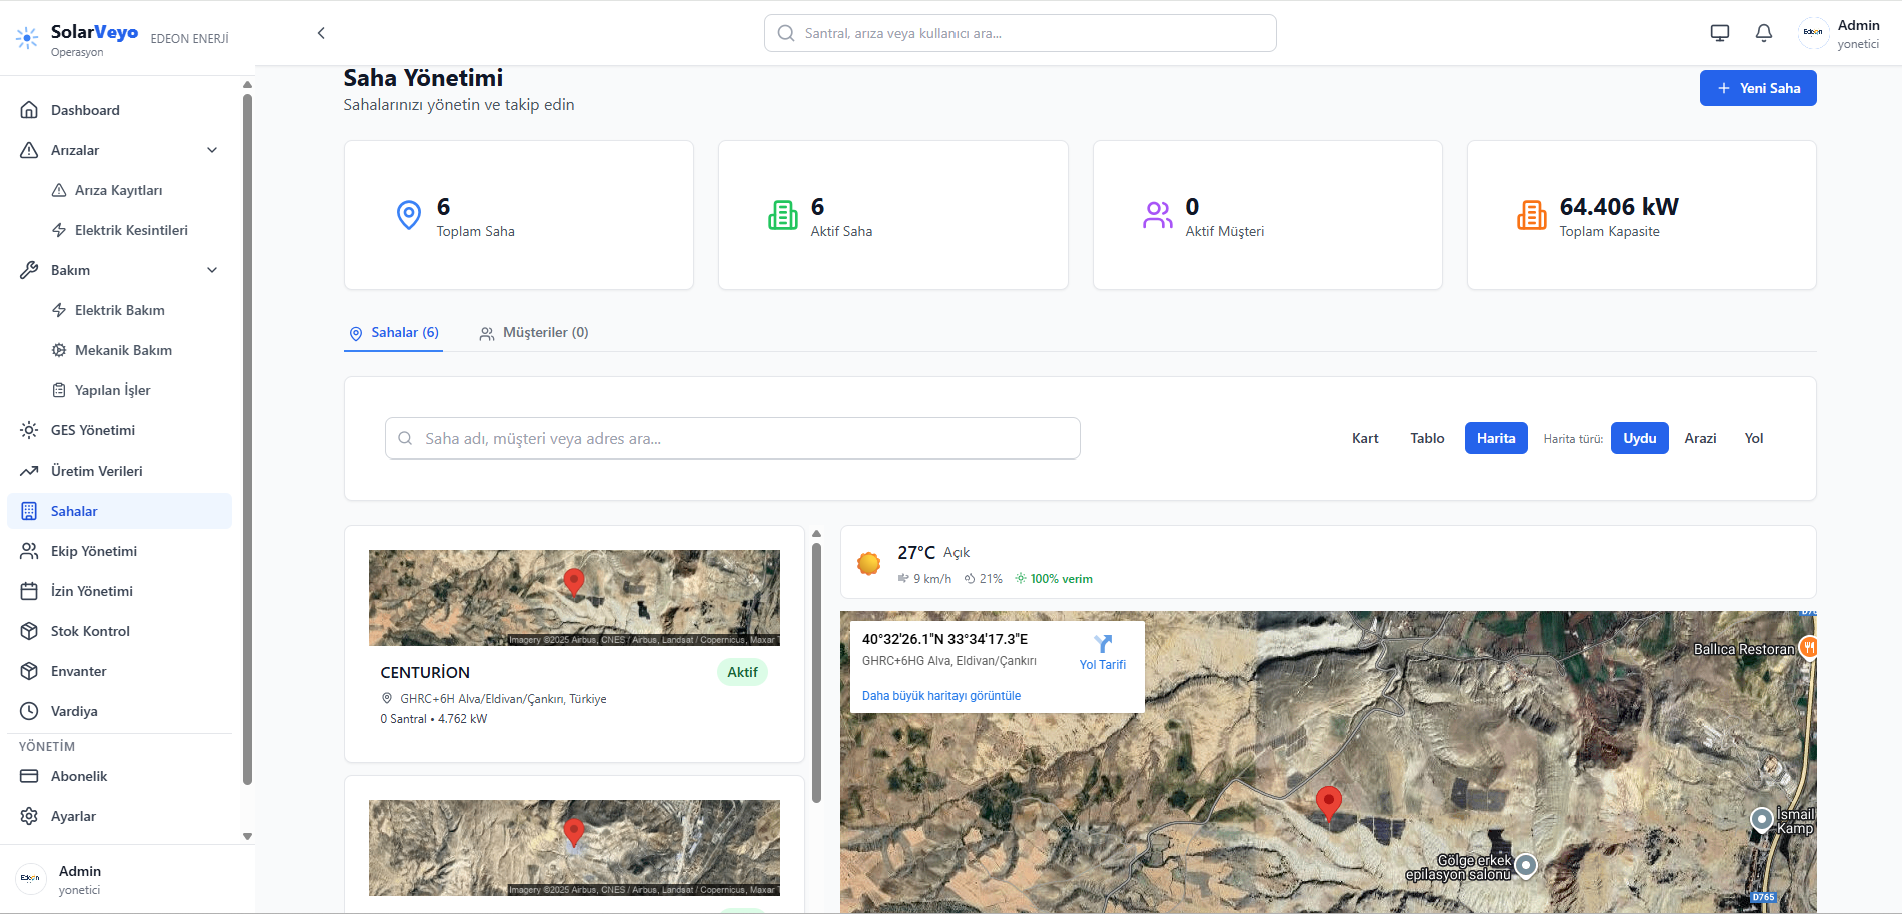 SolarVeyo
Operasyon
EDEON ENERJİ
Santral, arıza veya kullanıcı ara...
Edeon
Admin
yonetici
Dashboard
Arızalar
Arıza Kayıtları
Elektrik Kesintileri
Bakım
Elektrik Bakım
Mekanik Bakım
Yapılan İşler
GES Yönetimi
Üretim Verileri
Sahalar
Ekip Yönetimi
İzin Yönetimi
Stok Kontrol
Envanter
Vardiya
YÖNETİM
Abonelik
Ayarlar
Edeon
Admin
yonetici
Saha Yönetimi
Sahalarınızı yönetin ve takip edin
Yeni Saha
6
Toplam Saha
6
Aktif Saha
0
Aktif Müşteri
64.406 kW
Toplam Kapasite
Sahalar (6)
Müşteriler (0)
Saha adı, müşteri veya adres ara...
Kart
Tablo
Harita
Harita türü:
Uydu
Arazi
Yol
Imagery ©2025 Airbus, CNES / Airbus, Landsat / Copernicus, Maxar
CENTURİON
Aktif
GHRC+6H Alva/Eldivan/Çankırı, Türkiye
0 Santral • 4.762 kW
Imagery ©2025 Airbus, CNES / Airbus, Landsat / Copernicus, Maxar
27°C Açık
9 km/h 21% 100% verim
40°32'26.1"N 33°34'17.3"E
GHRC+6HG Alva, Eldivan/Çankırı
Yol Tarifi
Daha büyük haritayı görüntüle
Ballıca Restoran
İsmail
Kamp
Gölge erkek
epilasyon salonu
D765